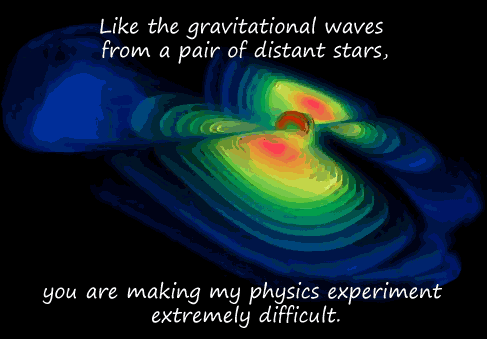 Like the gravitational waves
from a pair of distant stars,
you are making my physics experiment
extremely difficult.